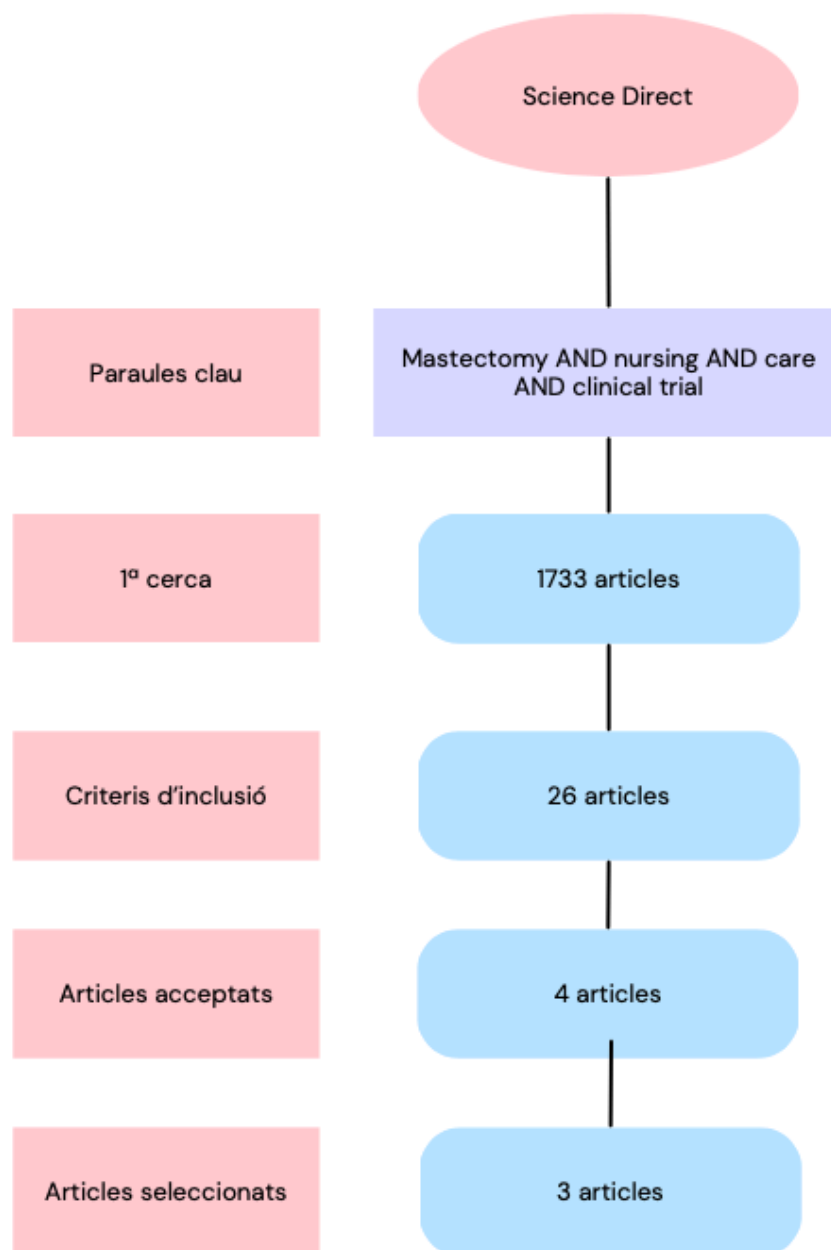 Science Direct
Paraules clau
Mastectomy AND nursing AND care
AND clinical trial
1ª cerca
1733 articles
Criteris d’inclusió
26 articles
Articles acceptats
4 articles
Articles seleccionats
3 articles